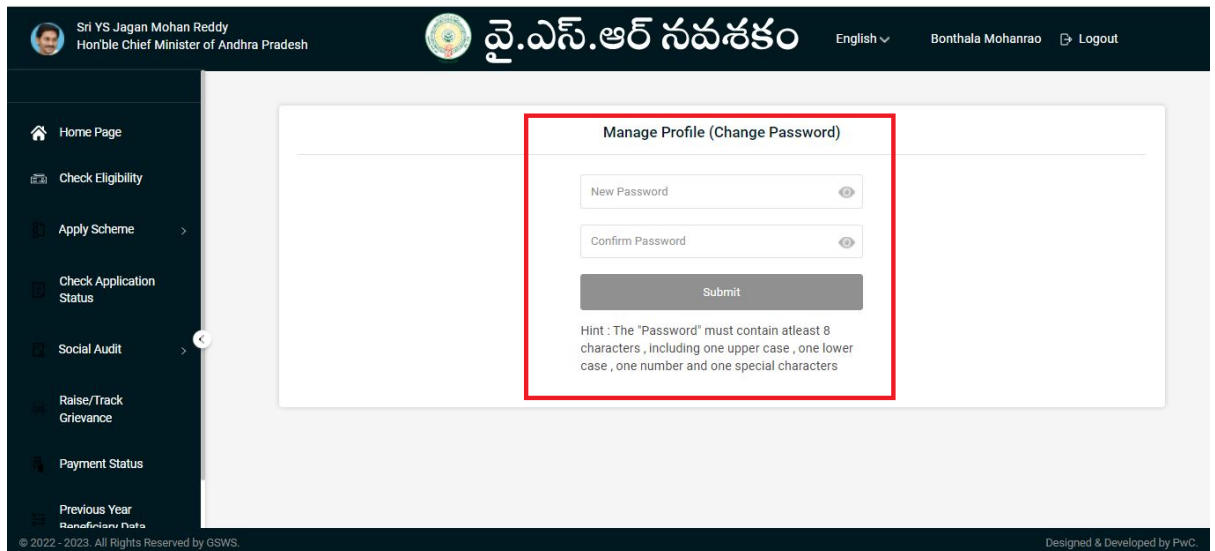 Sri YS Jagan Mohan Reddy
Hon'ble Chief Minister of Andhra Pradesh
వై.ఎస్.ఆర్ నవశకం
English
Bonthala Mohanrao
Logout
Home Page
Check Eligibility
Apply Scheme
Check Application
Status
Social Audit
Raise/Track
Grievance
Payment Status
Previous Year
Beneficiary Data
Manage Profile (Change Password)
New Password
Confirm Password
Submit
Hint : The "Password" must contain atleast 8
characters , including one upper case , one lower
case , one number and one special characters
© 2022 - 2023. All Rights Reserved by GSWS.
Designed & Developed by PwC.